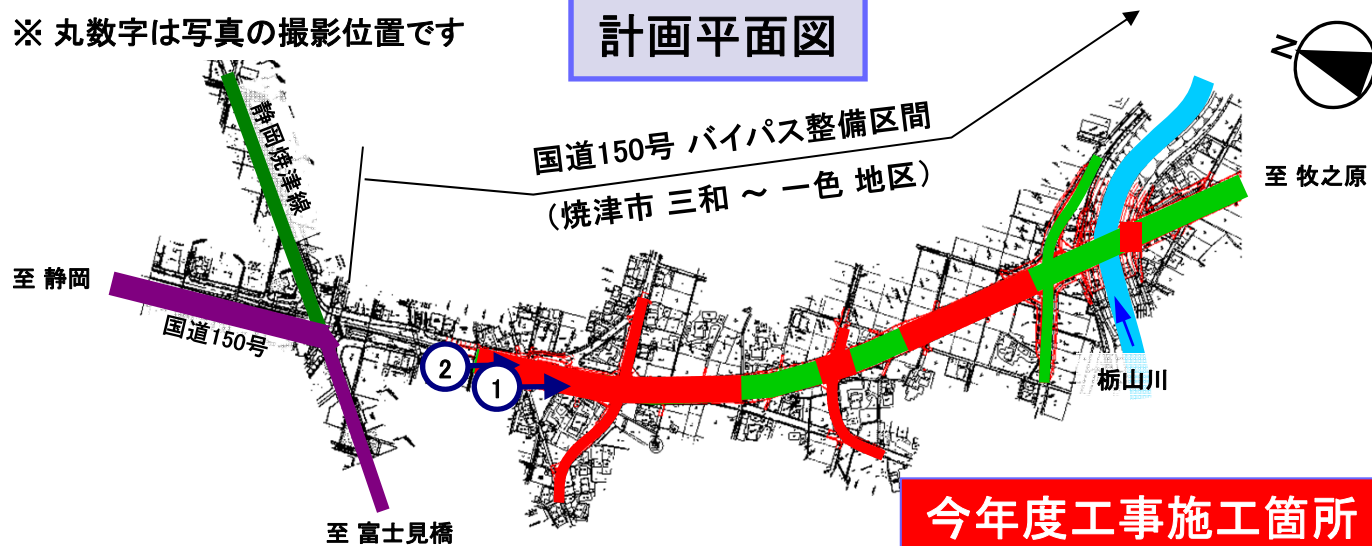 ※ 丸数字は写真の撮影位置です
計画平面図
N
静岡焼津線
国道150号 バイパス整備区間
(焼津市 三和 ～ 一色 地区)
至 牧之原
至 静岡
国道150号
②
①
栃山川
至 富士見橋
今年度工事施工箇所